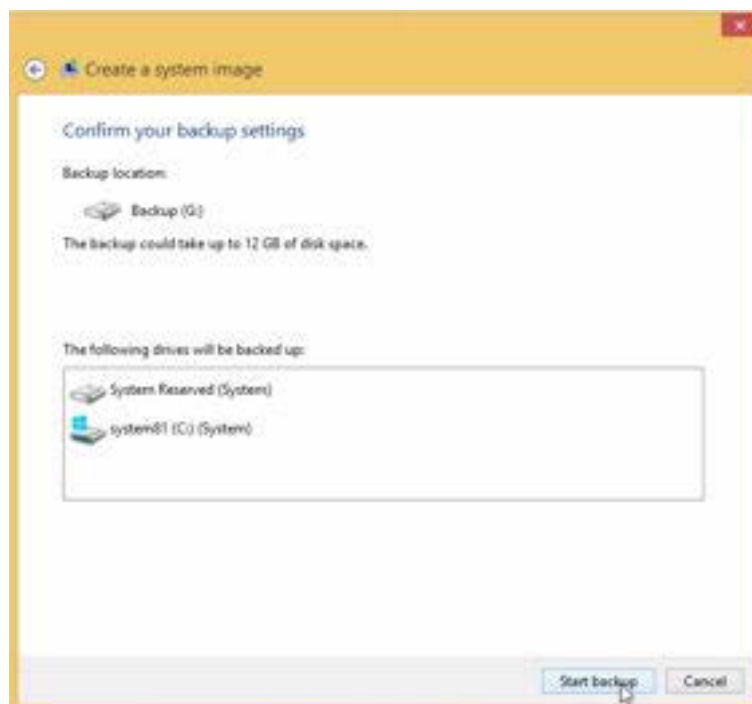 Create a system image
Confirm your backup settings
Backup location:
Backup (G:)
The backup could take up to 12 GB of disk space.
The following drives will be backed up:
System Reserved (System)
system81 (C:) (System)
Start backup
Cancel